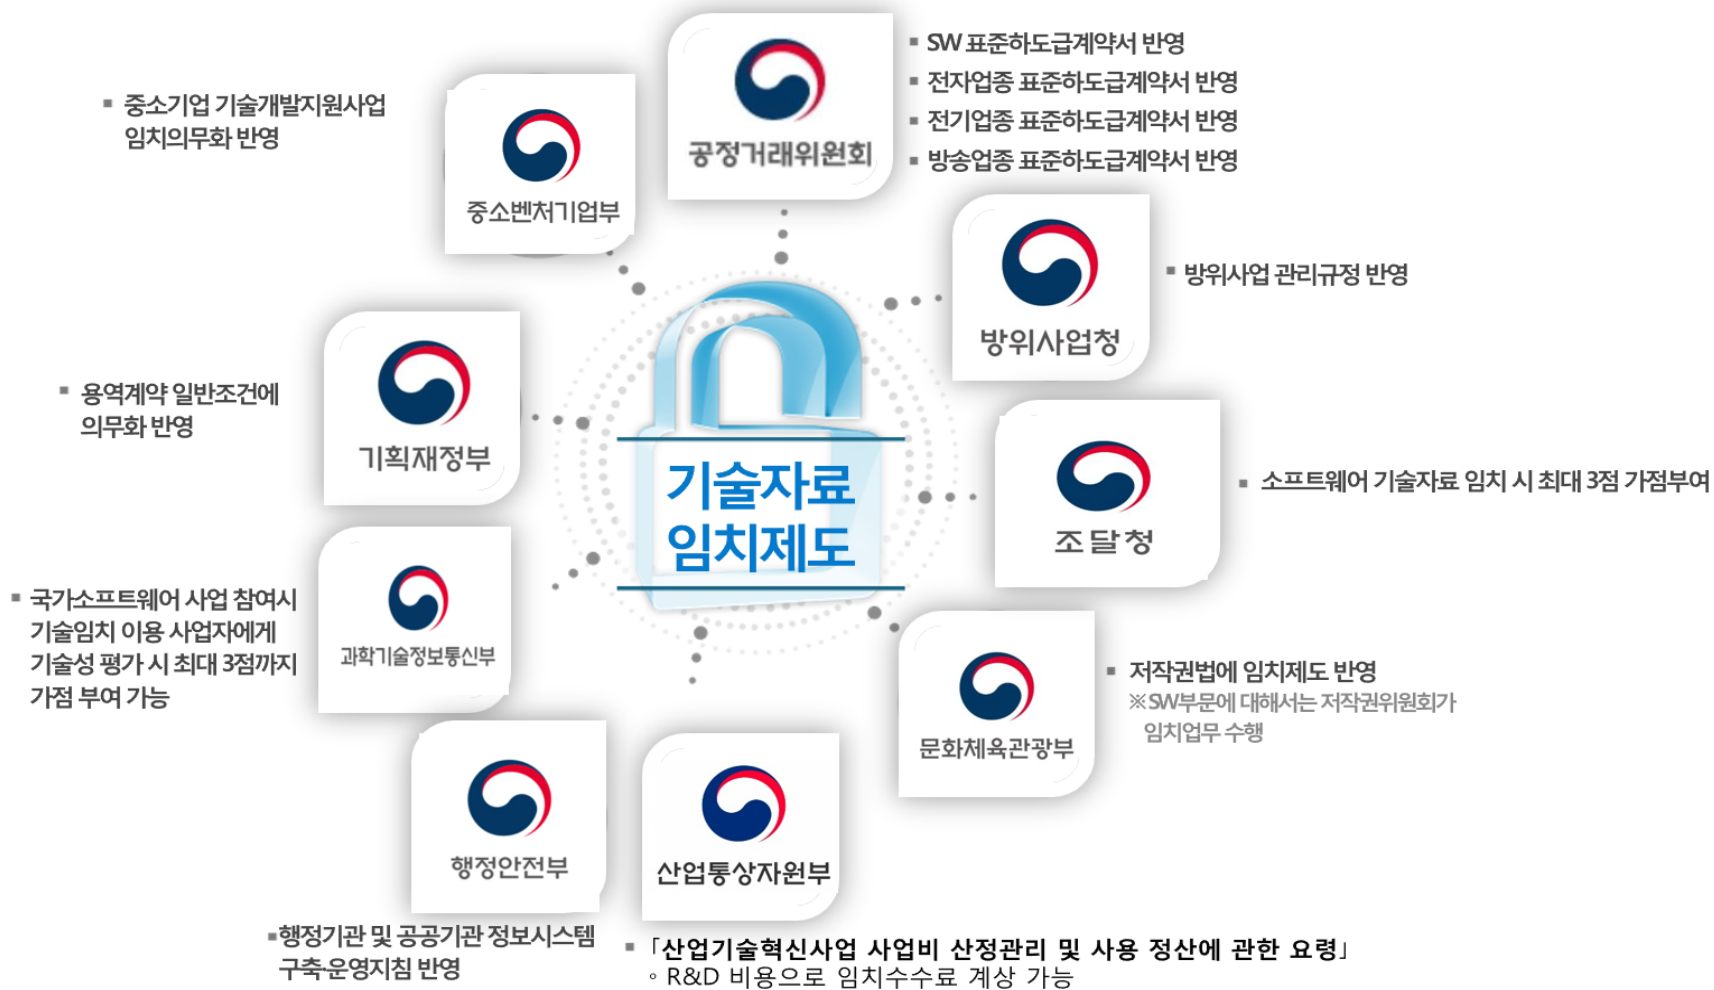 ▪ SW 표준하도급계약서 반영
▪ 전자업종 표준하도급계약서 반영
▪ 전기업종 표준하도급계약서 반영
▪ 방송업종 표준하도급계약서 반영
공정거래위원회
▪ 중소기업 기술개발지원사업
임치의무화 반영
중소벤처기업부
방위사업청
▪ 방위사업 관리규정 반영
기획재정부
▪ 용역계약 일반조건에
의무화 반영
기술자료
임치제도
조달청
▪ 소프트웨어 기술자료 임치 시 최대 3점 가점부여
▪ 국가소프트웨어 사업 참여시
기술임치 이용 사업자에게
기술성 평가 시 최대 3점까지
가점 부여 가능
과학기술정보통신부
문화체육관광부
▪ 저작권법에 임치제도 반영
※SW부문에 대해서는 저작권위원회가
임치업무 수행
행정안전부
▪행정기관 및 공공기관 정보시스템
구축·운영지침 반영
산업통상자원부
▪ 「산업기술혁신사업 사업비 산정관리 및 사용 정산에 관한 요령」
◦ R&D 비용으로 임치수수료 계상 가능